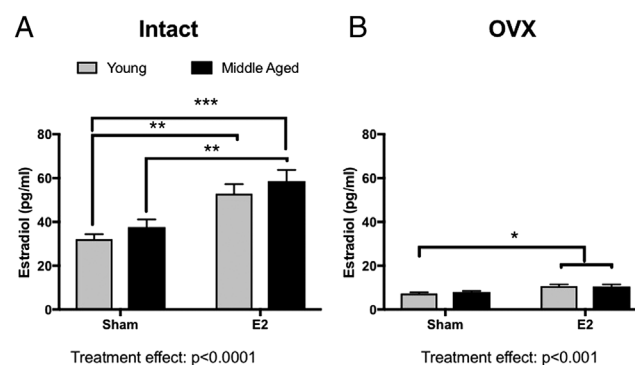 A
Intact
Young
Middle Aged
***
**
**
Estradiol (pg/ml)
80
60
40
20
0
Sham
E2
Treatment effect: p<0.0001
B
OVX
*
Estradiol (pg/ml)
80
60
40
20
0
Sham
E2
Treatment effect: p<0.001